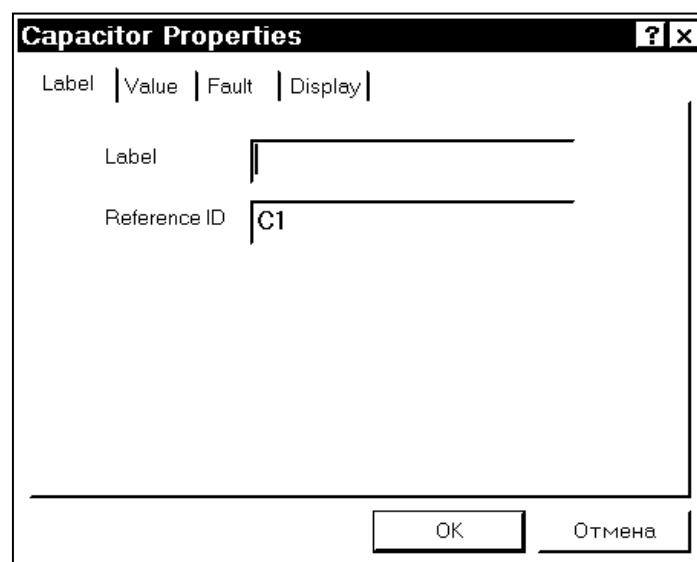 Capacitor Properties ? ×
Label Value Fault Display
Label
Reference ID C1
OK Отмена